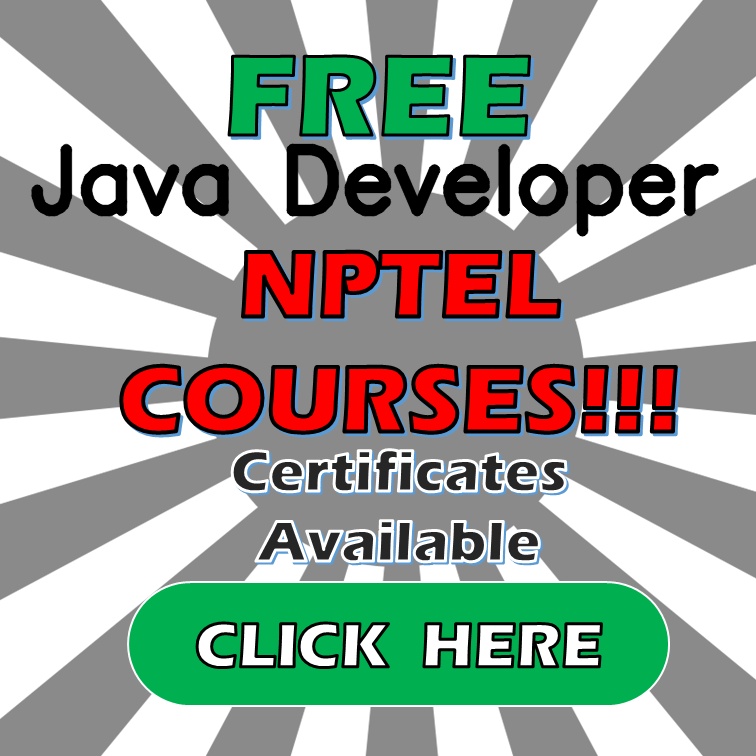 FREE
Java Developer
NPTEL
COURSES!!!
Certificates
Available
CLICK HERE